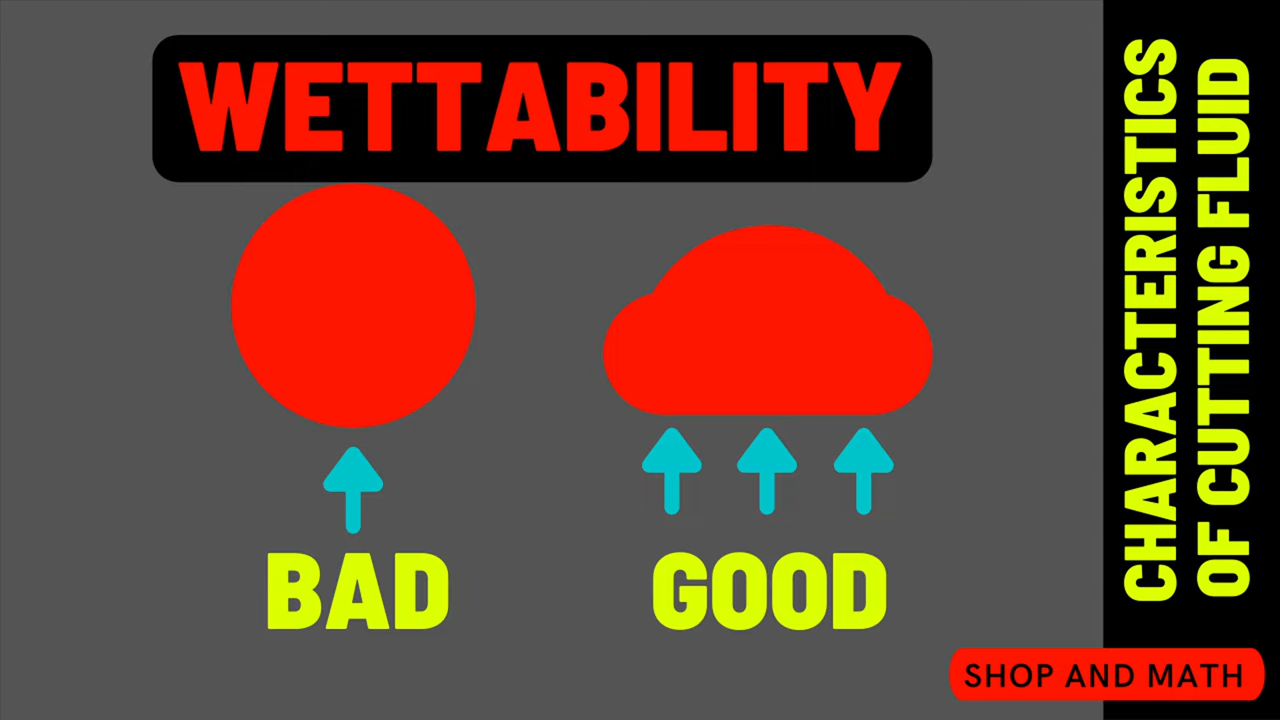 WETTABILITY
BAD
GOOD
CHARACTERISTICS
OF CUTTING FLUID
SHOP AND MATH